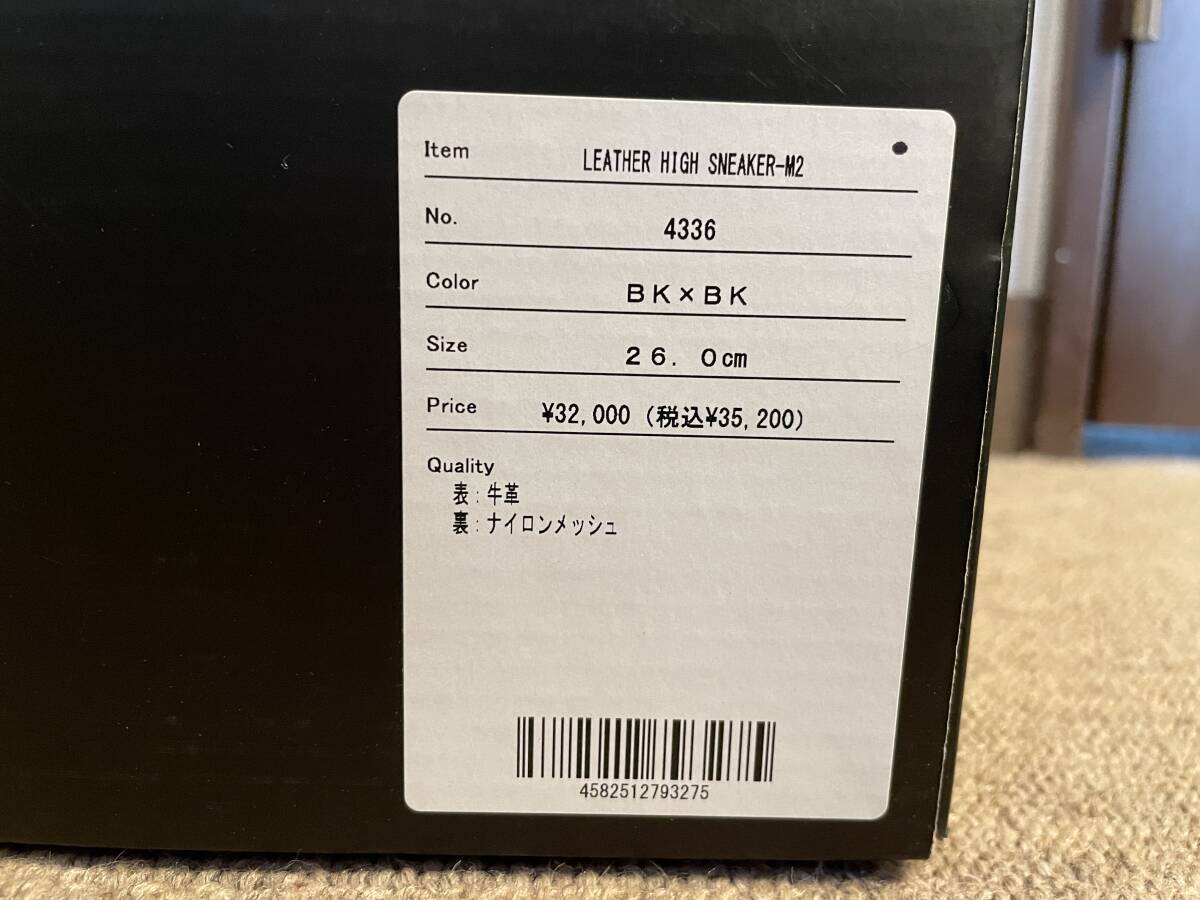 Item LEATHER HIGH SNEAKER-M2
No. 4336
Color BK×BK
Size 26.0cm
Price ¥32,000 (税込¥35,200)
Quality
表:牛革
裏:ナイロンメッシュ
4582512793275